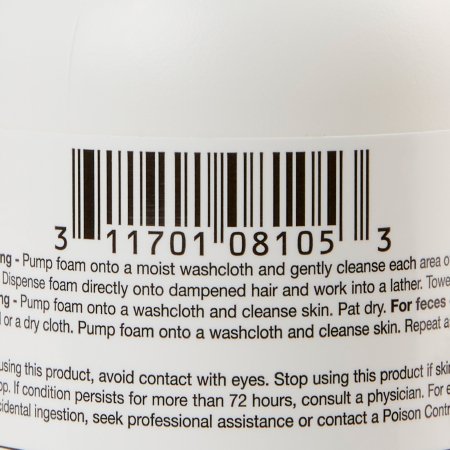 3 11701 08105 3
ng - Pump foam onto a moist washcloth and gently cleanse each area o
Dispense foam directly onto dampened hair and work into a lather. Towe
ng - Pump foam onto a washcloth and cleanse skin. Pat dry. For feces
l or a dry cloth. Pump foam onto a washcloth and cleanse skin. Repeat a
using this product, avoid contact with eyes. Stop using this product if ski
op. If condition persists for more than 72 hours, consult a physician. For e
cidental ingestion, seek professional assistance or contact a Poison Contr